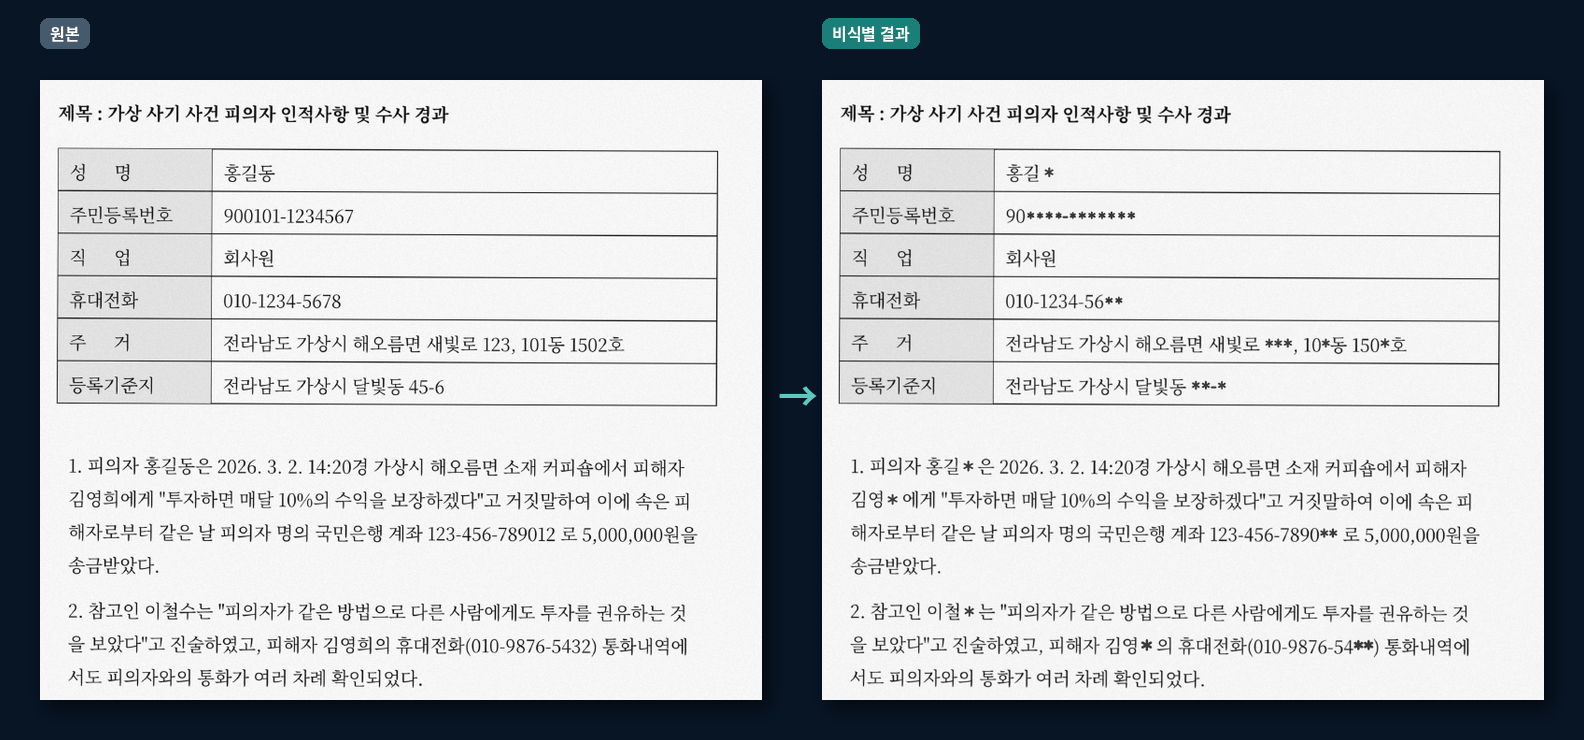 원본
제목 : 가상 사기 사건 피의자 인적사항 및 수사 경과
성 명 홍길동
주민등록번호 900101-1234567
직 업 회사원
휴대전화 010-1234-5678
주 거 전라남도 가상시 해오름면 새빛로 123, 101동 1502호
등록기준지 전라남도 가상시 달빛동 45-6
1. 피의자 홍길동은 2026. 3. 2. 14:20경 가상시 해오름면 소재 커피숍에서 피해자
김영희에게 "투자하면 매달 10%의 수익을 보장하겠다"고 거짓말하여 이에 속은 피
해자로부터 같은 날 피의자 명의 국민은행 계좌 123-456-789012 로 5,000,000원을
송금받았다.
2. 참고인 이철수는 "피의자가 같은 방법으로 다른 사람에게도 투자를 권유하는 것
을 보았다"고 진술하였고, 피해자 김영희의 휴대전화(010-9876-5432) 통화내역에
서도 피의자와의 통화가 여러 차례 확인되었다.
→
비식별 결과
제목 : 가상 사기 사건 피의자 인적사항 및 수사 경과
성 명 홍길*
주민등록번호 90****-*******
직 업 회사원
휴대전화 010-1234-56**
주 거 전라남도 가상시 해오름면 새빛로 ***, 10*동 150*호
등록기준지 전라남도 가상시 달빛동 **-*
1. 피의자 홍길*은 2026. 3. 2. 14:20경 가상시 해오름면 소재 커피숍에서 피해자
김영*에게 "투자하면 매달 10%의 수익을 보장하겠다"고 거짓말하여 이에 속은 피
해자로부터 같은 날 피의자 명의 국민은행 계좌 123-456-7890** 로 5,000,000원을
송금받았다.
2. 참고인 이철*는 "피의자가 같은 방법으로 다른 사람에게도 투자를 권유하는 것
을 보았다"고 진술하였고, 피해자 김영*의 휴대전화(010-9876-54**) 통화내역에
서도 피의자와의 통화가 여러 차례 확인되었다.